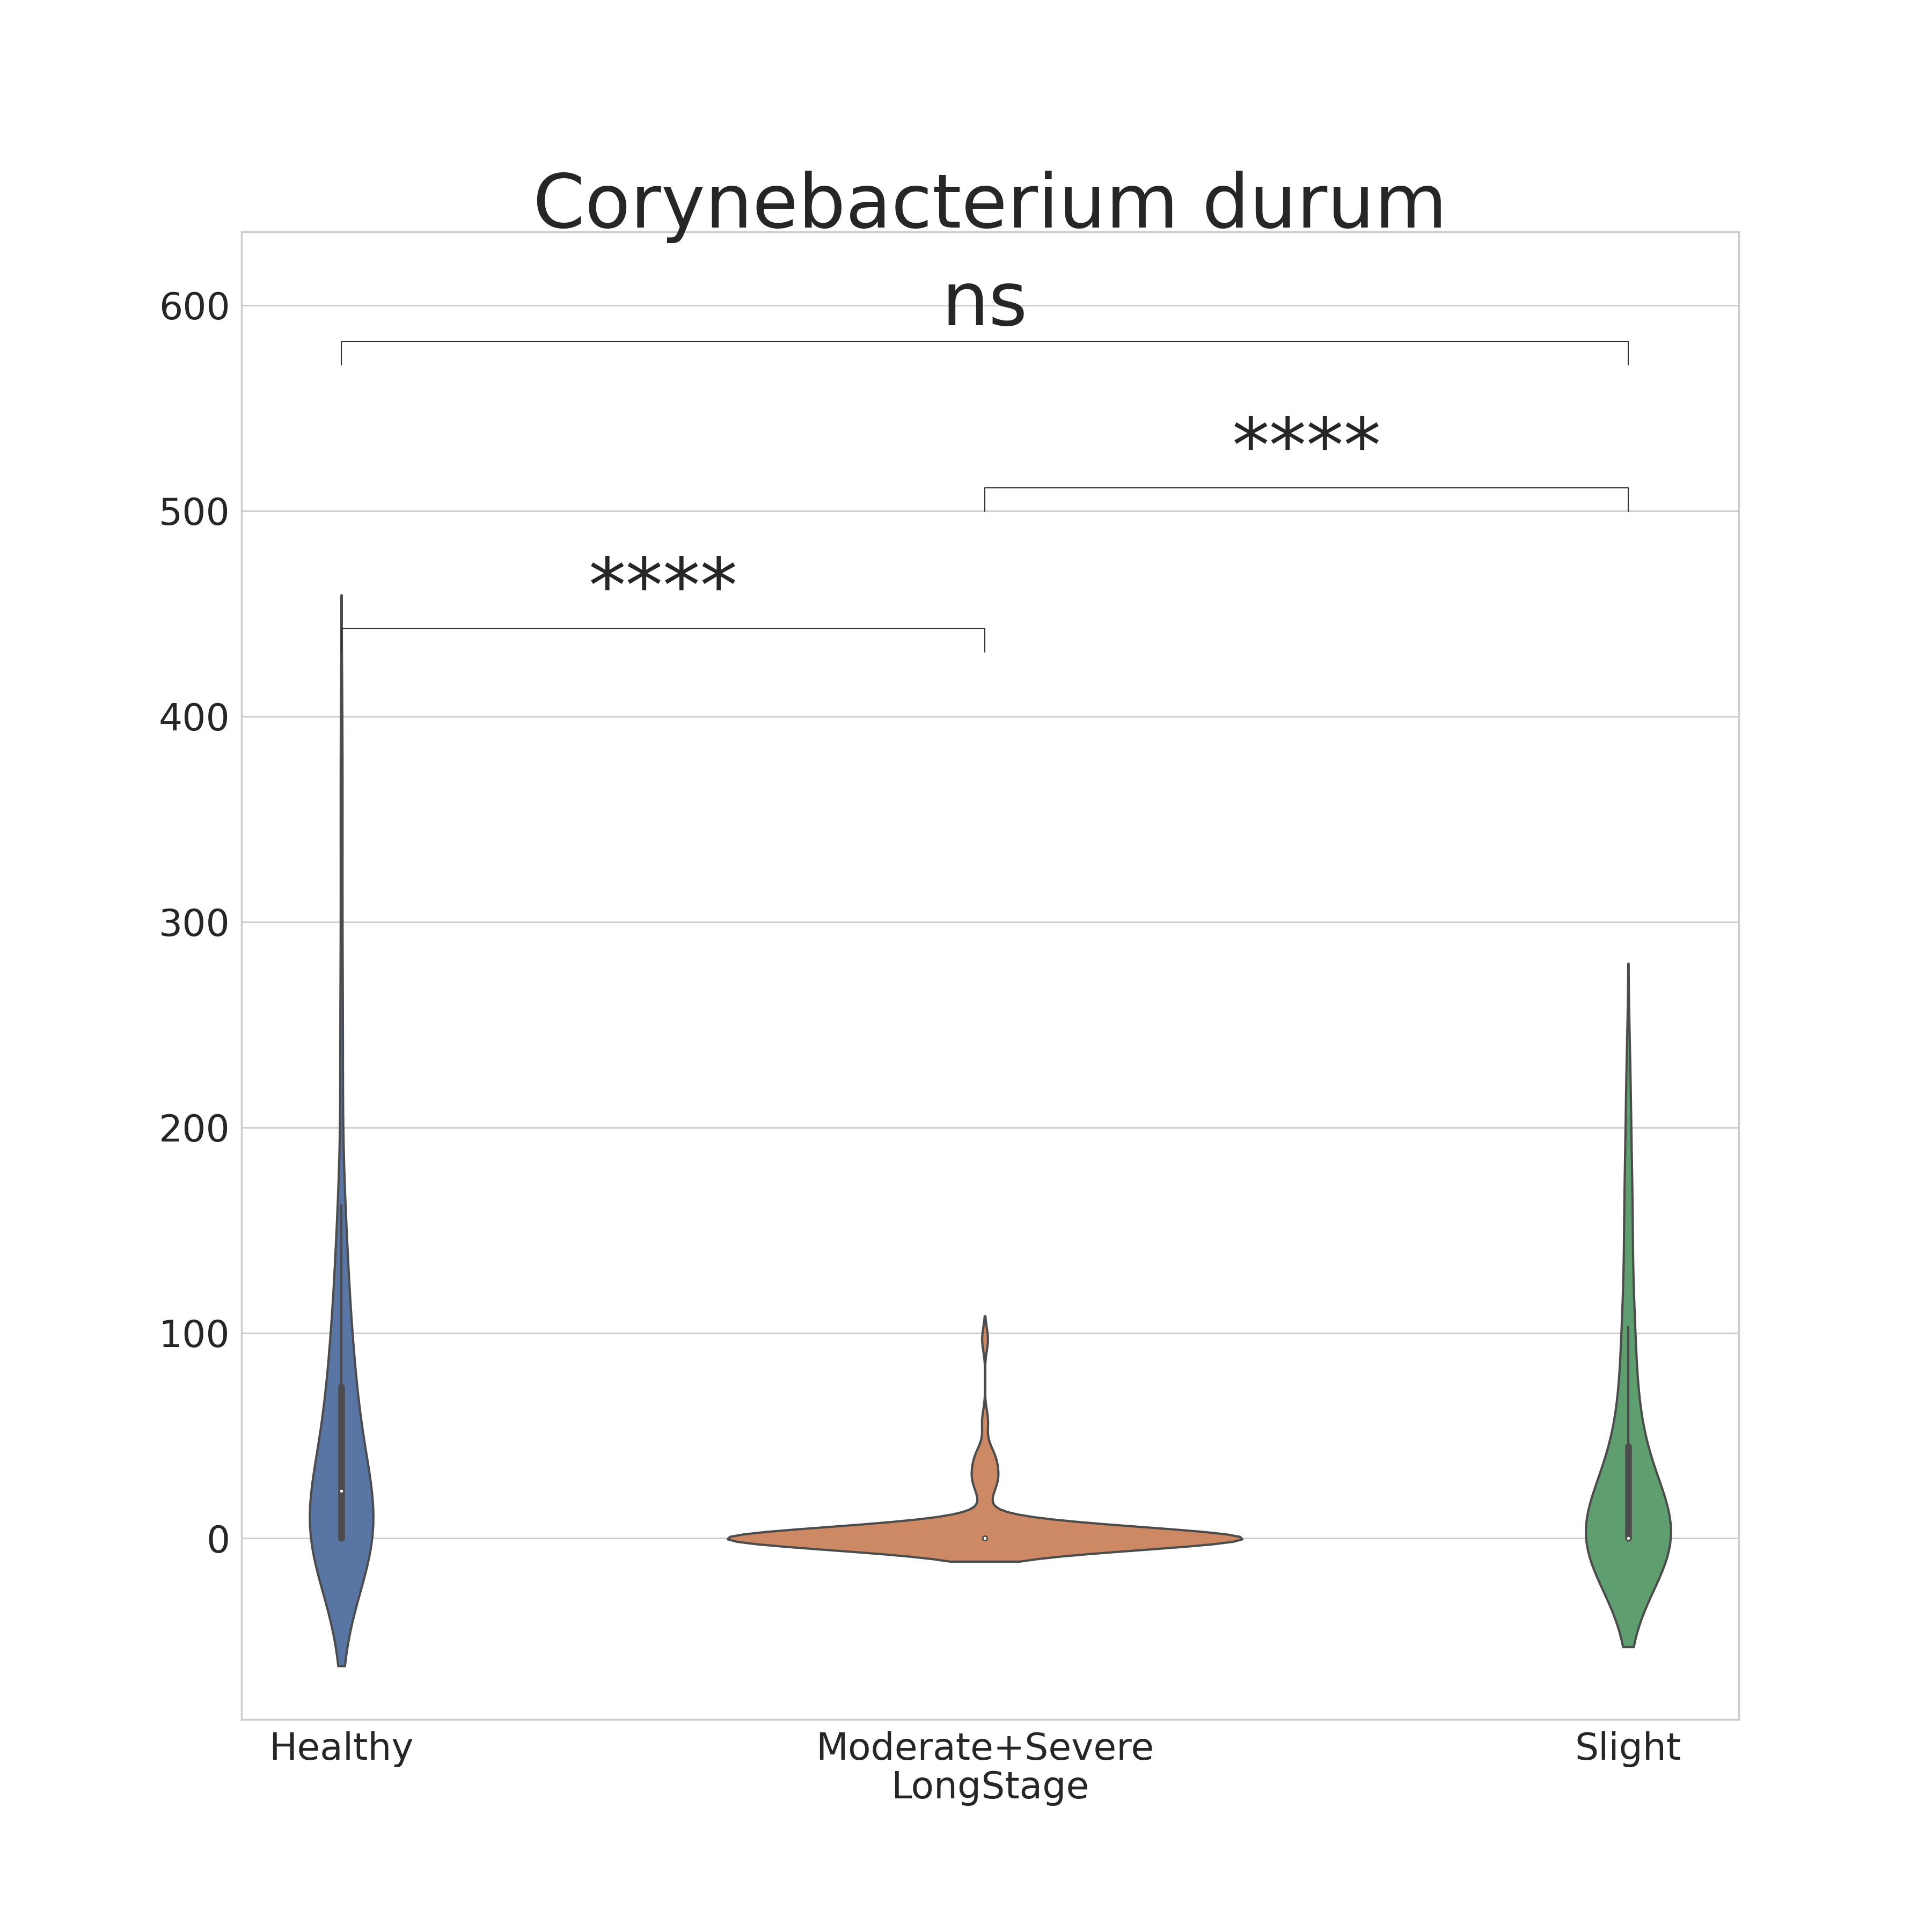 Corynebacterium durum
ns
600
****
500
****
400
300
200
100
0
Healthy Moderate+Severe Slight
LongStage